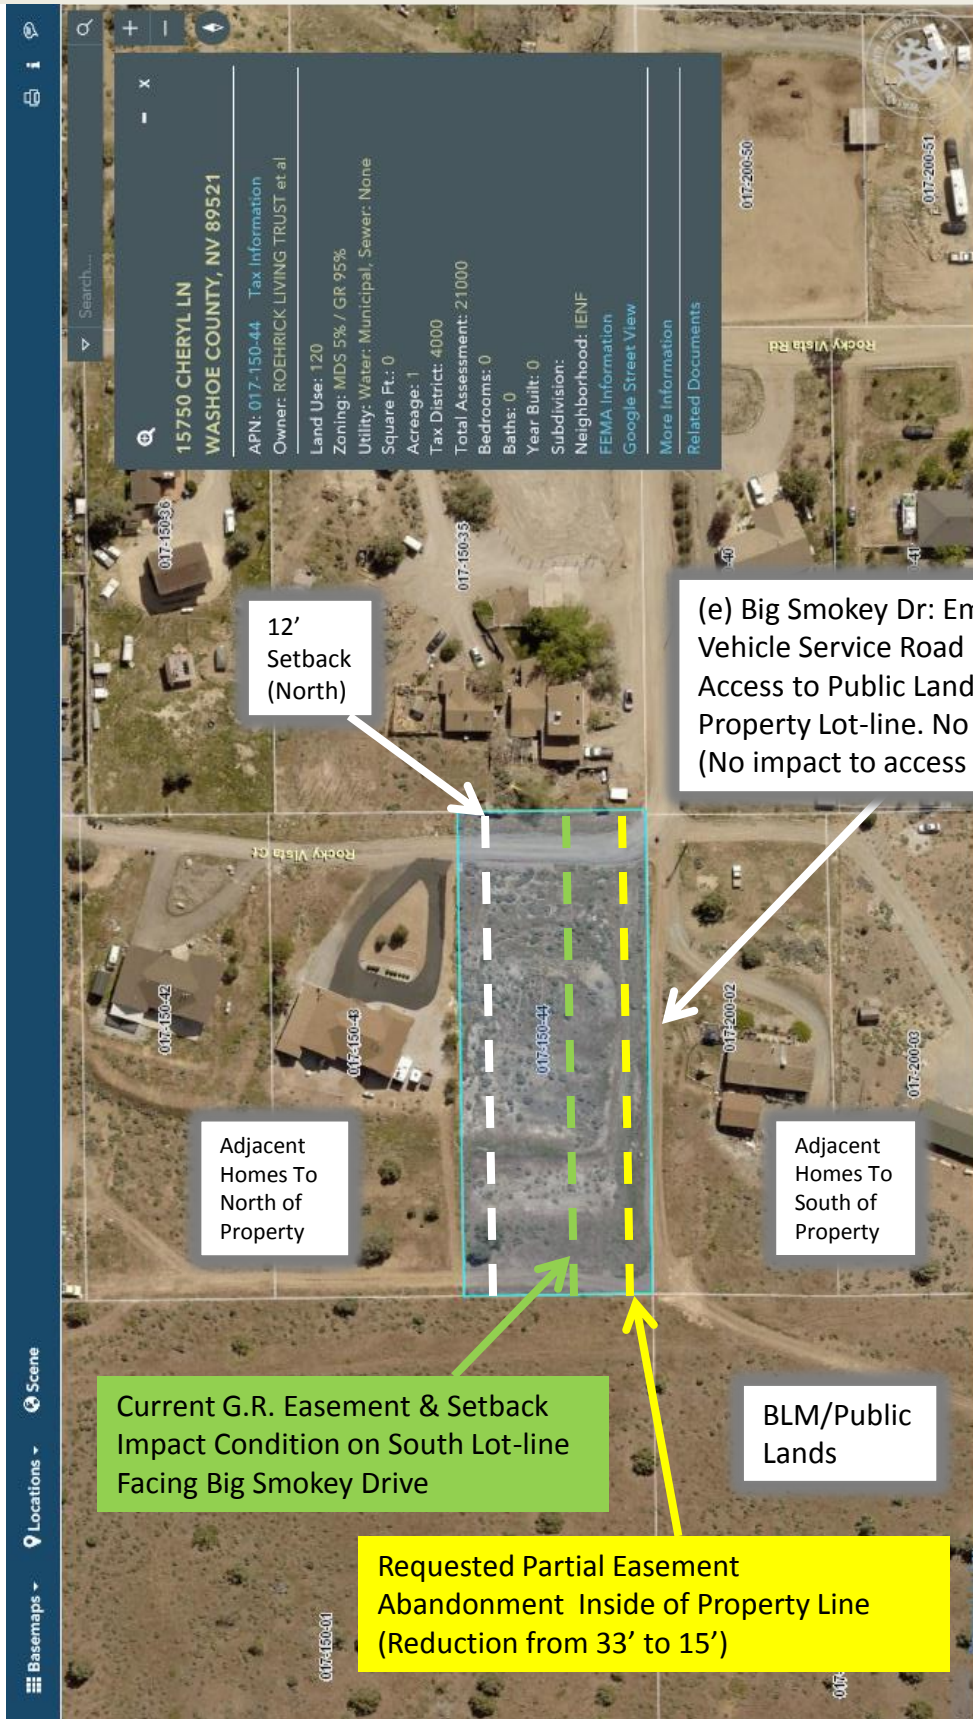 Basemaps
Locations
Scene
Search....
15750 CHERYL LN
WASHOE COUNTY, NV 89521
APN: 017-150-44 Tax Information
Owner: ROEHRICK LIVING TRUST et al
Land Use: 120
Zoning: MDS 5% / GR 95%
Utility: Water: Municipal, Sewer: None
Square Ft.: 0
Acreage: 1
Tax District: 4000
Total Assessment: 21000
Bedrooms: 0
Baths: 0
Year Built: 0
Subdivision:
Neighborhood: IENF
FEMA Information
Google Street View
More Information
Related Documents
017-150-36
017-150-35
017-200-50
017-200-51
Rocky Vista Rd
-40
-41
12’
Setback
(North)
(e) Big Smokey Dr: Em
Vehicle Service Road
Access to Public Land
Property Lot-line. No
(No impact to access
Rocky Vista Ct
017-150-42
017-150-43
017-150-44
017-200-02
017-200-03
Adjacent
Homes To
North of
Property
Adjacent
Homes To
South of
Property
Current G.R. Easement & Setback
Impact Condition on South Lot-line
Facing Big Smokey Drive
BLM/Public
Lands
Requested Partial Easement
Abandonment Inside of Property Line
(Reduction from 33’ to 15’)
017-150-01
017-